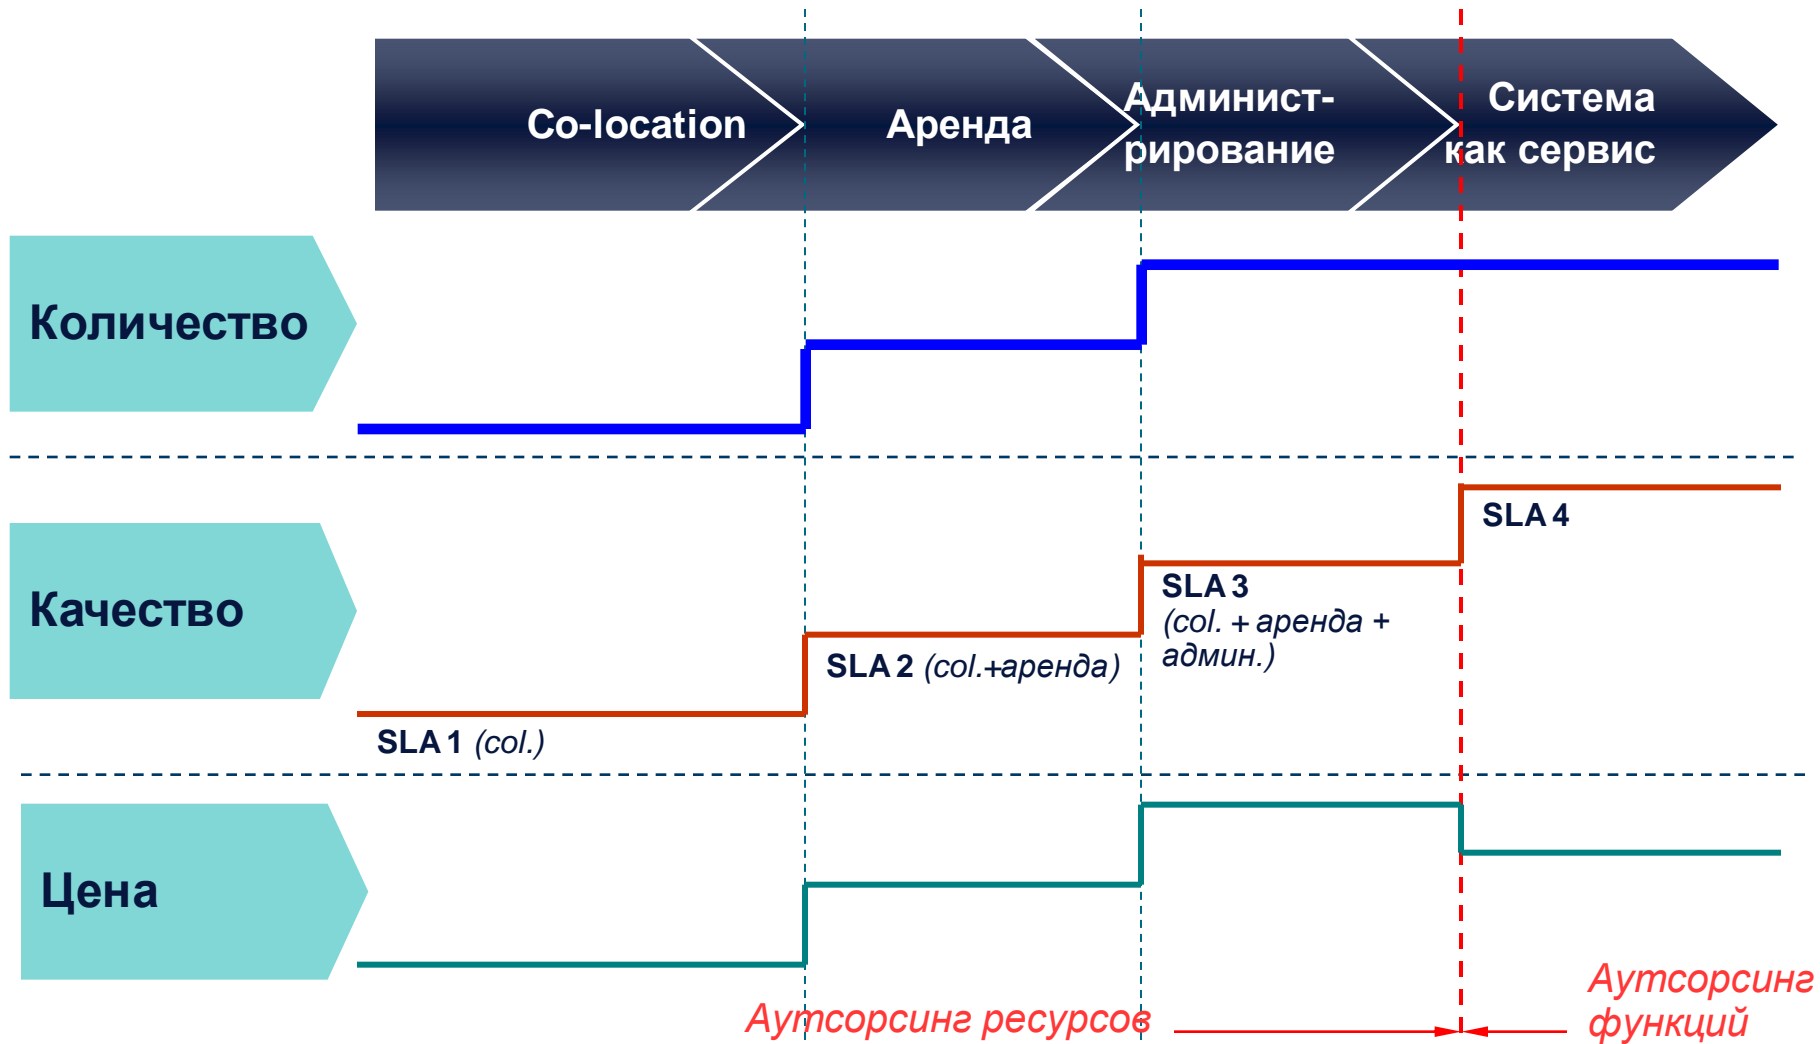 Co-location
Аренда
Админист-
рирование
Система
как сервис
Количество
Качество
SLA 1 (col.)
SLA 2 (col.+аренда)
SLA 3
(col. + аренда +
админ.)
SLA 4
Цена
Аутсорсинг ресурсов
Аутсорсинг
функций